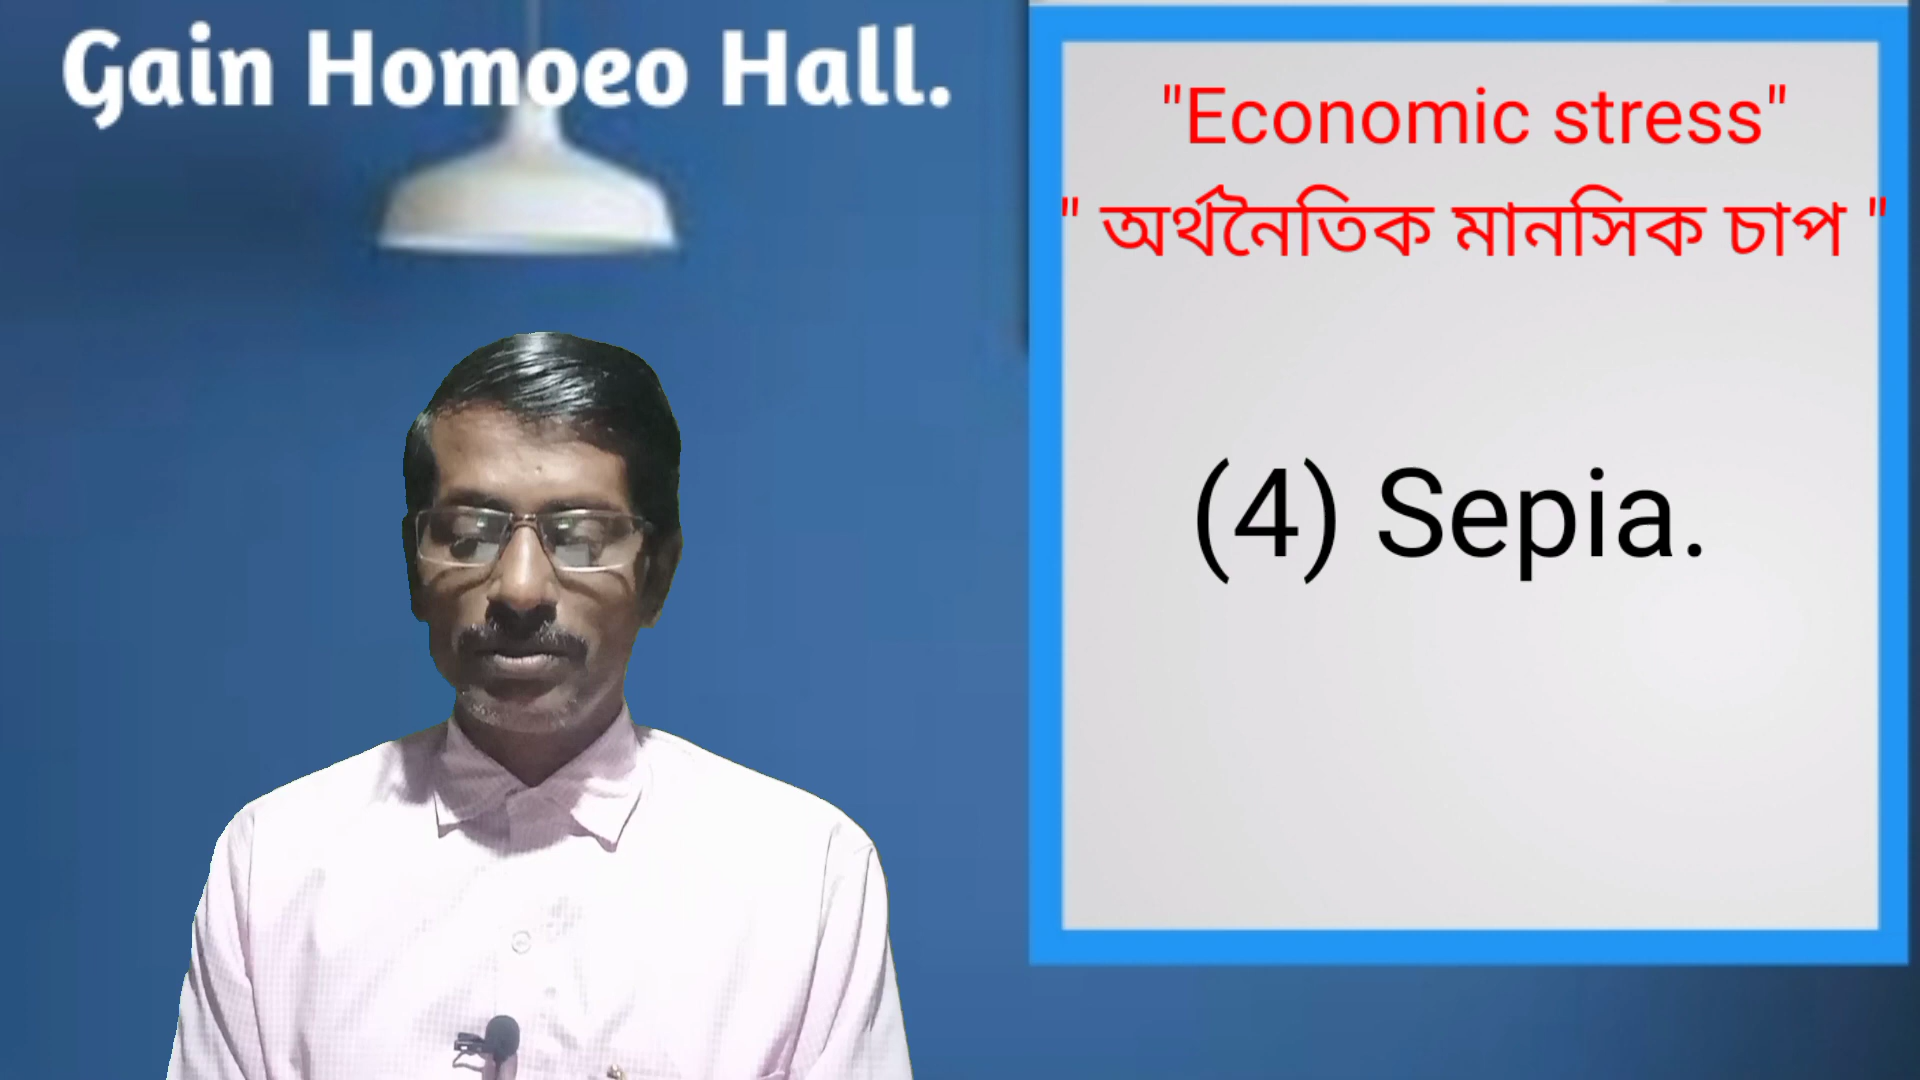 Gain Homoeo Hall.
"Economic stress"
" অর্থনৈতিক মানসিক চাপ "
(4) Sepia.